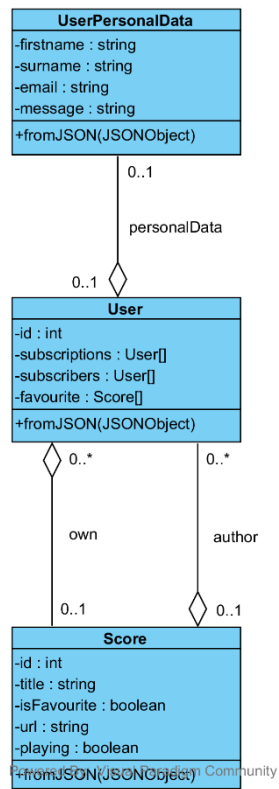 UserPersonalData
-firstname : string
-surname : string
-email : string
-message : string
+fromJSON(JSONObject)
0..1
personalData
0..1
User
-id : int
-subscriptions : User[]
-subscribers : User[]
-favourite : Score[]
+fromJSON(JSONObject)
0..* 0..*
own author
0..1 0..1
Score
-id : int
-title : string
-isFavourite : boolean
-url : string
-playing : boolean
+fromJSON(JSONObject)
Powered By Visual Paradigm Community